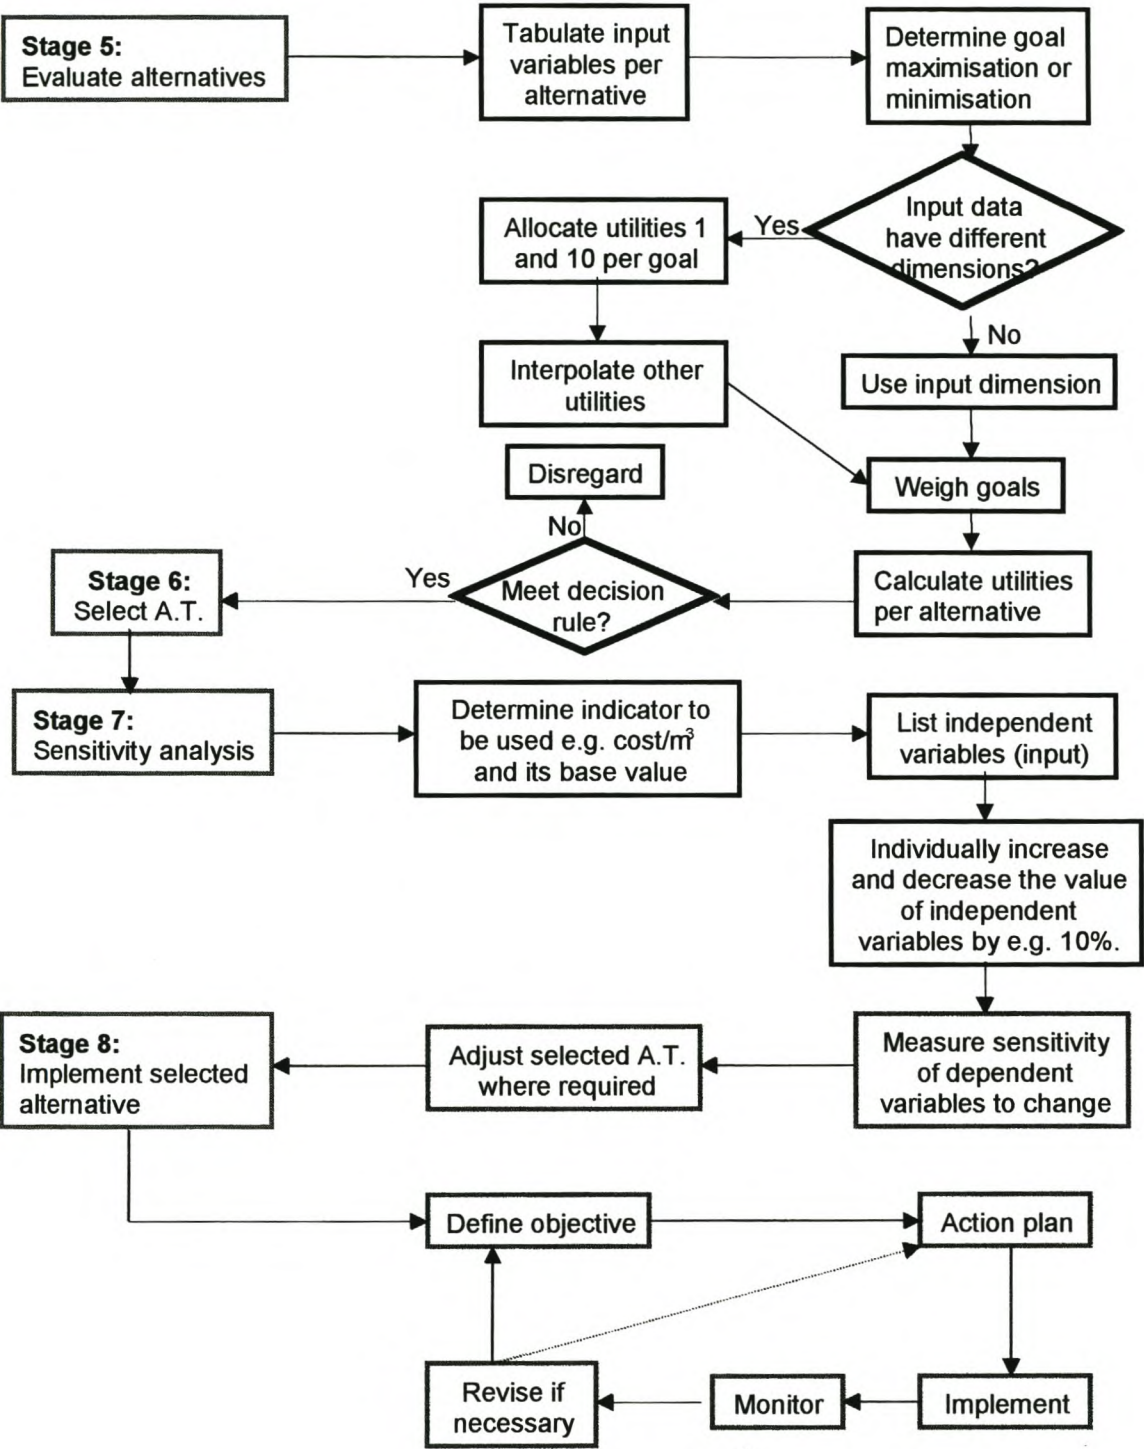 Stage 5:
Evaluate alternatives
Tabulate input
variables per
alternative
Determine goal
maximisation or
minimisation
Input data
have different
dimensions?
Yes
Allocate utilities 1
and 10 per goal
No
Interpolate other
utilities
Use input dimension
Disregard
Weigh goals
No
Stage 6:
Select A.T.
Yes
Meet decision
rule?
Calculate utilities
per alternative
Stage 7:
Sensitivity analysis
Determine indicator to
be used e.g. cost/m³
and its base value
List independent
variables (input)
Individually increase
and decrease the value
of independent
variables by e.g. 10%.
Stage 8:
Implement selected
alternative
Adjust selected A.T.
where required
Measure sensitivity
of dependent
variables to change
Define objective
Action plan
Revise if
necessary
Monitor
Implement